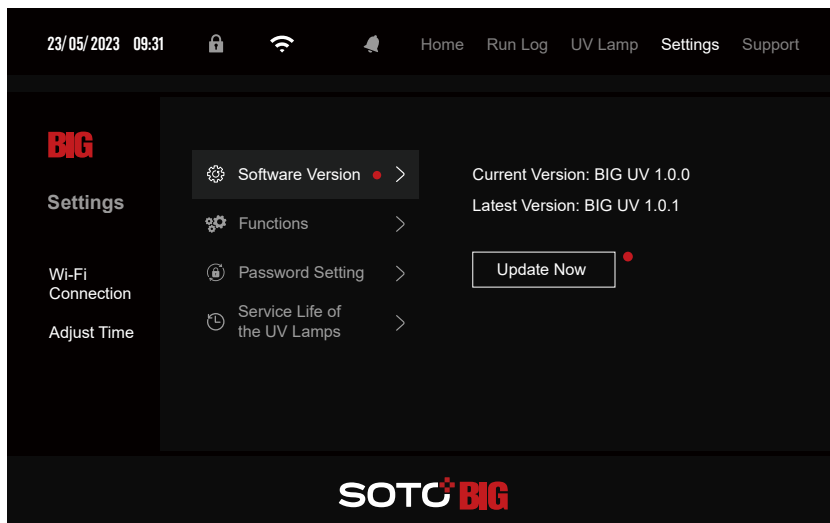 23/05/2023 09:31 Home Run Log UV Lamp Settings Support
BIG
Settings
Wi-Fi
Connection
Adjust Time
Software Version
Functions
Password Setting
Service Life of
the UV Lamps
Current Version: BIG UV 1.0.0
Latest Version: BIG UV 1.0.1
Update Now
SOTO BIG